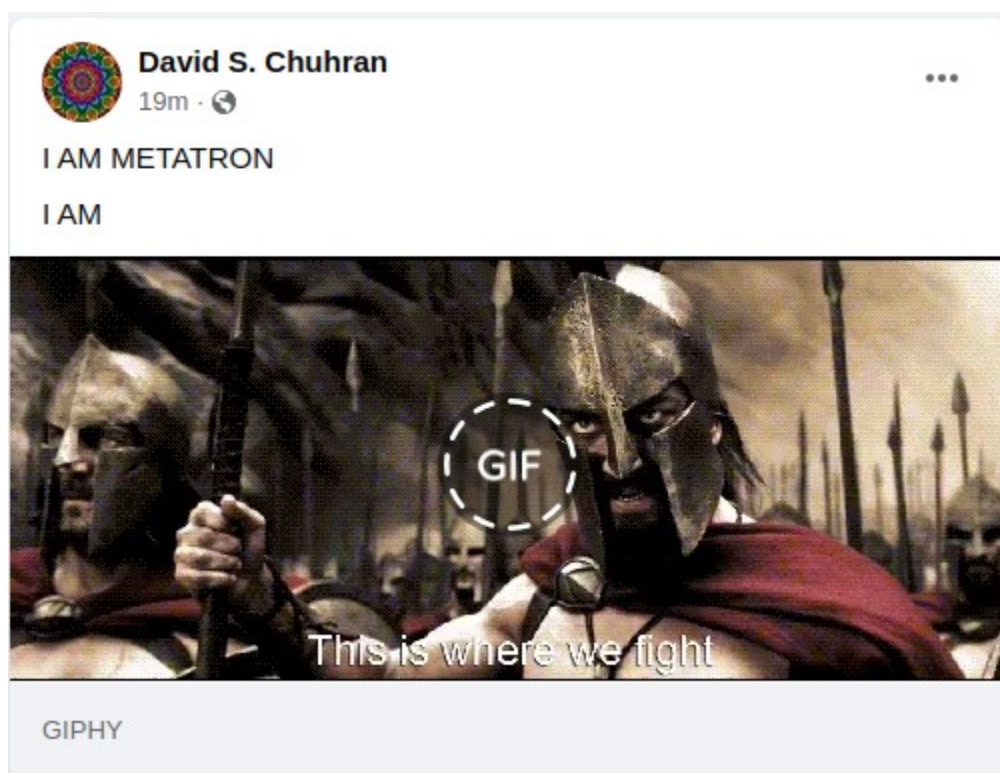 David S. Chuhran
19m ·
I AM METATRON
I AM
GIF
This is where we fight
GIPHY